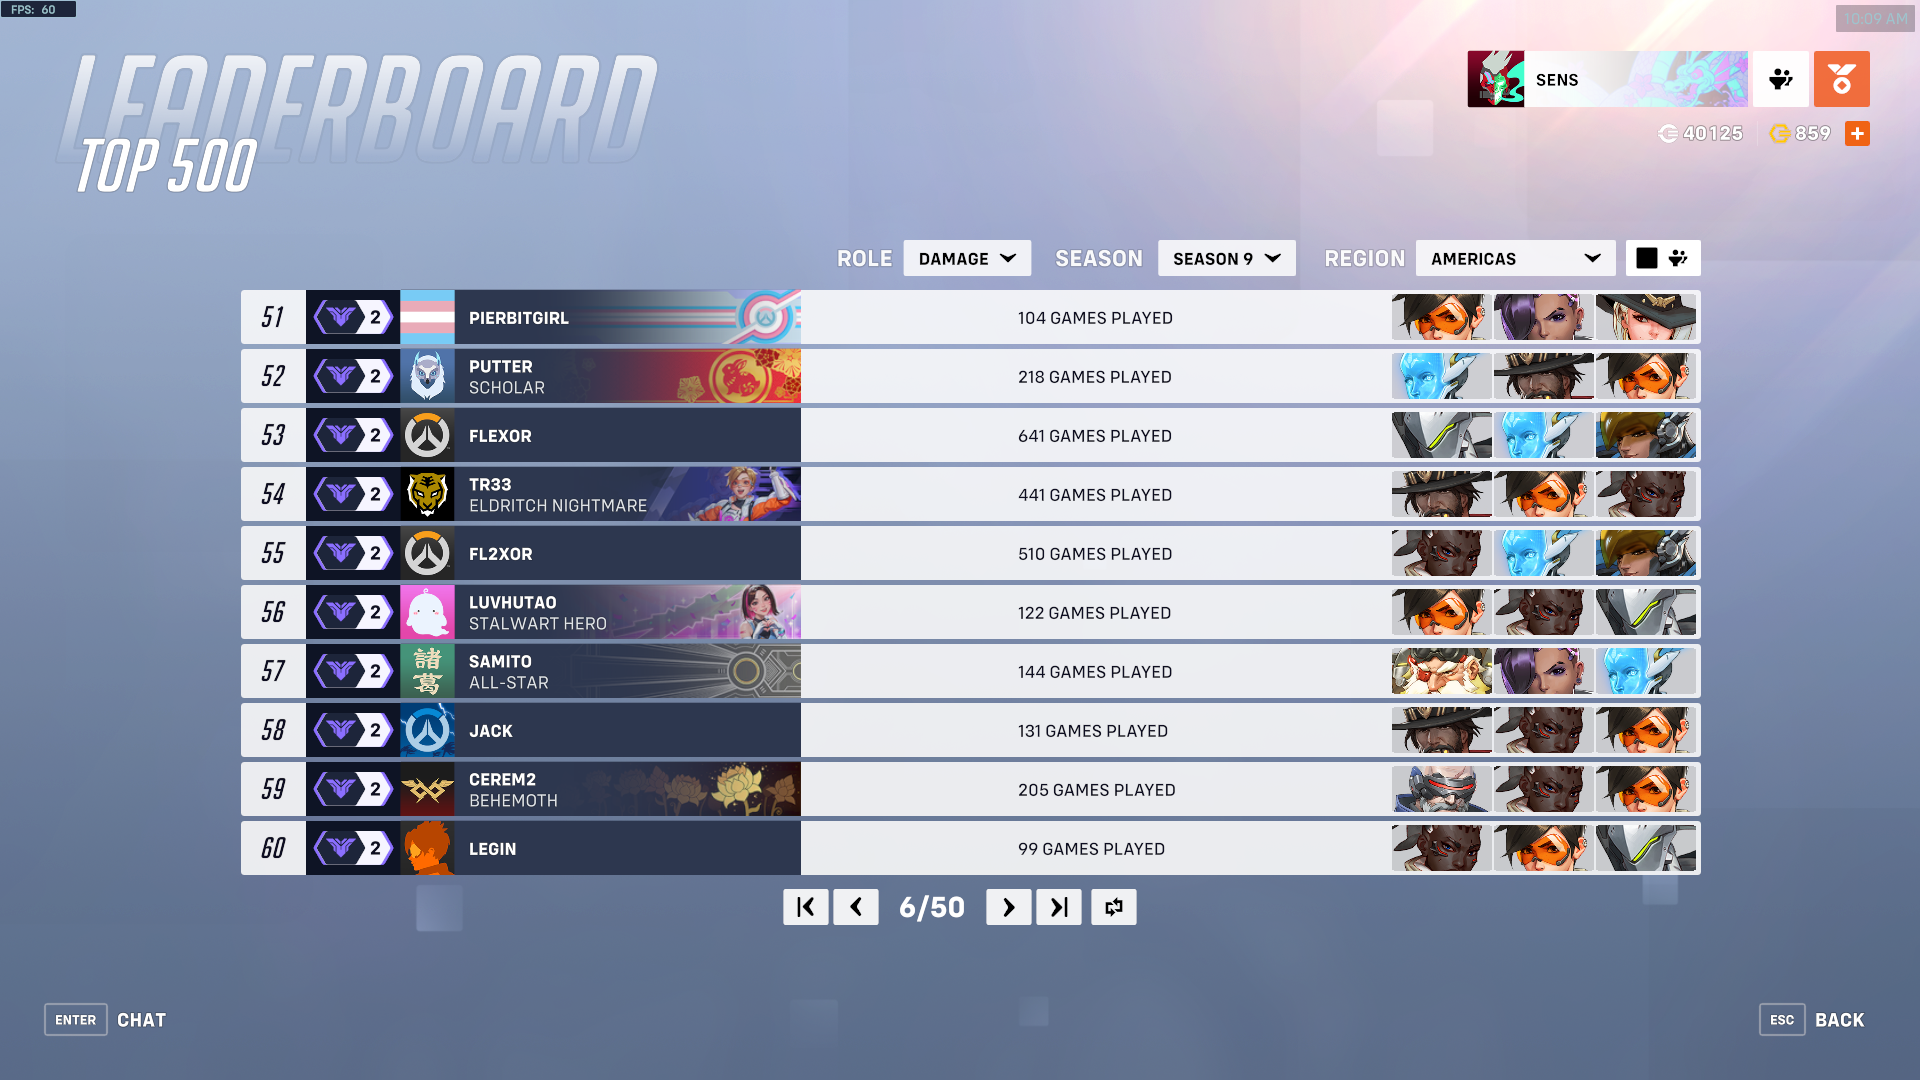 FPS: 60
10:09 AM
LEADERBOARD
TOP 500
SENS
40125 859
ROLE DAMAGE SEASON SEASON 9 REGION AMERICAS
51 2 PIERBITGIRL 104 GAMES PLAYED
52 2 PUTTER 218 GAMES PLAYED
SCHOLAR
53 2 FLEXOR 641 GAMES PLAYED
54 2 TR33 441 GAMES PLAYED
ELDRITCH NIGHTMARE
55 2 FL2XOR 510 GAMES PLAYED
56 2 LUVHUTAO 122 GAMES PLAYED
STALWART HERO
57 2 諸葛 SAMITO 144 GAMES PLAYED
ALL-STAR
58 2 JACK 131 GAMES PLAYED
59 2 CEREM2 205 GAMES PLAYED
BEHEMOTH
60 2 LEGIN 99 GAMES PLAYED
6/50
ENTER CHAT
ESC BACK